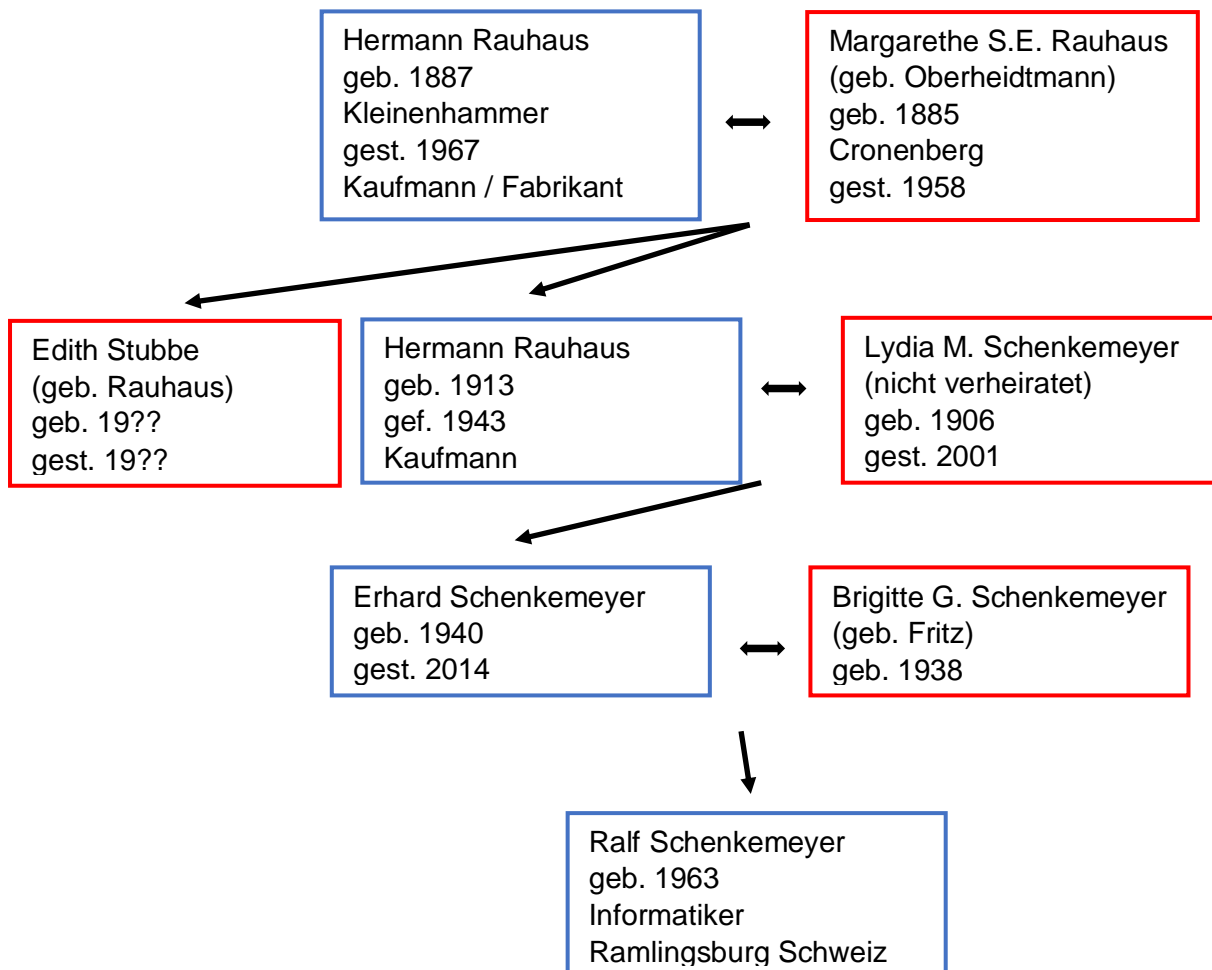 Hermann Rauhaus
geb. 1887
Kleinenhammer
gest. 1967
Kaufmann / Fabrikant
Margarethe S.E. Rauhaus
(geb. Oberheidtmann)
geb. 1885
Cronenberg
gest. 1958
Edith Stubbe
(geb. Rauhaus)
geb. 19??
gest. 19??
Hermann Rauhaus
geb. 1913
gef. 1943
Kaufmann
Lydia M. Schenkemeyer
(nicht verheiratet)
geb. 1906
gest. 2001
Erhard Schenkemeyer
geb. 1940
gest. 2014
Brigitte G. Schenkemeyer
(geb. Fritz)
geb. 1938
Ralf Schenkemeyer
geb. 1963
Informatiker
Ramlingsburg Schweiz